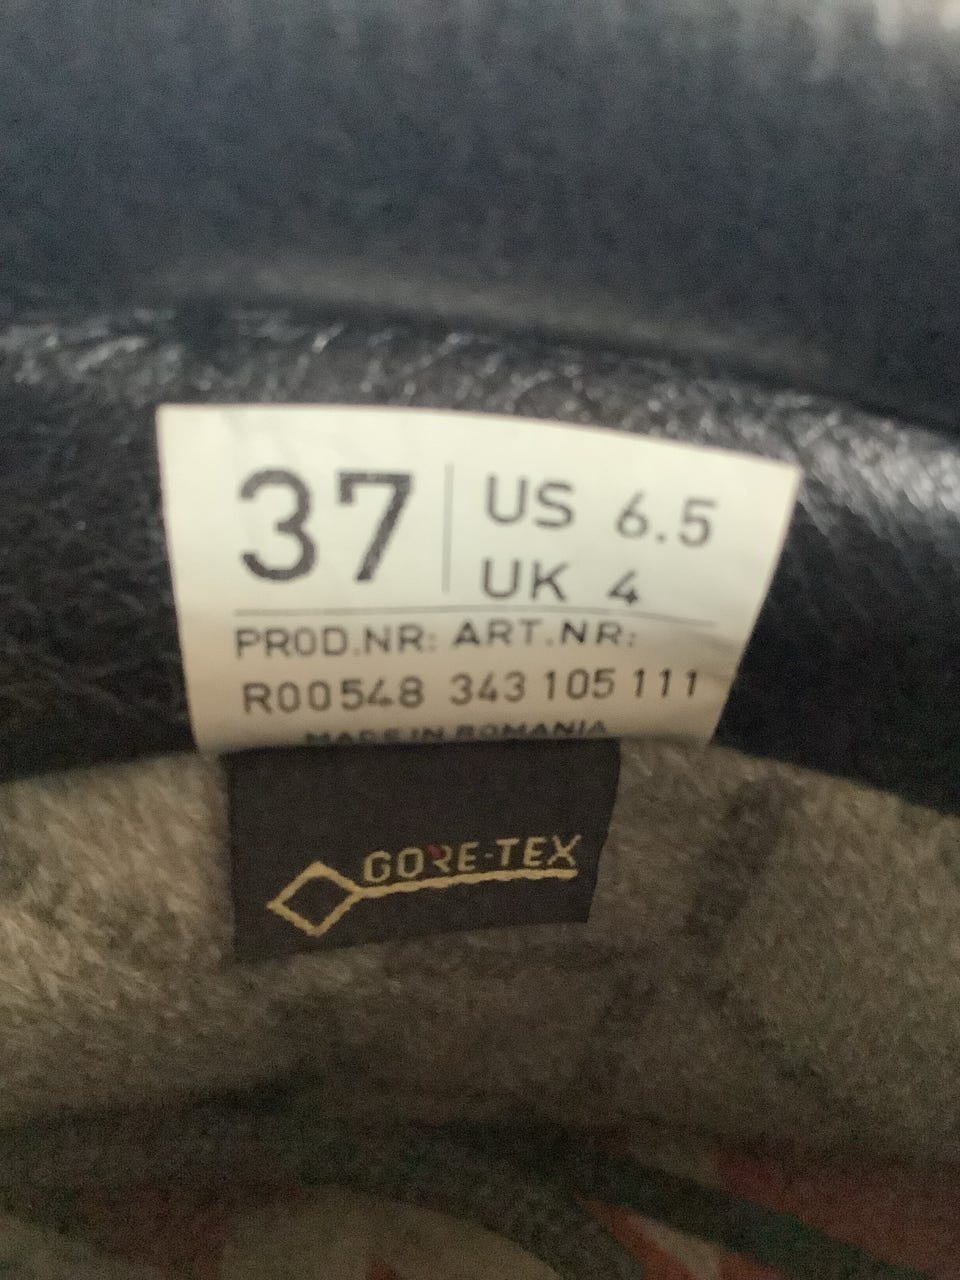 37
US 6.5
UK 4
PROD.NR: ART.NR:
R00548 343 105 111
MADE IN ROMANIA
GORE-TEX